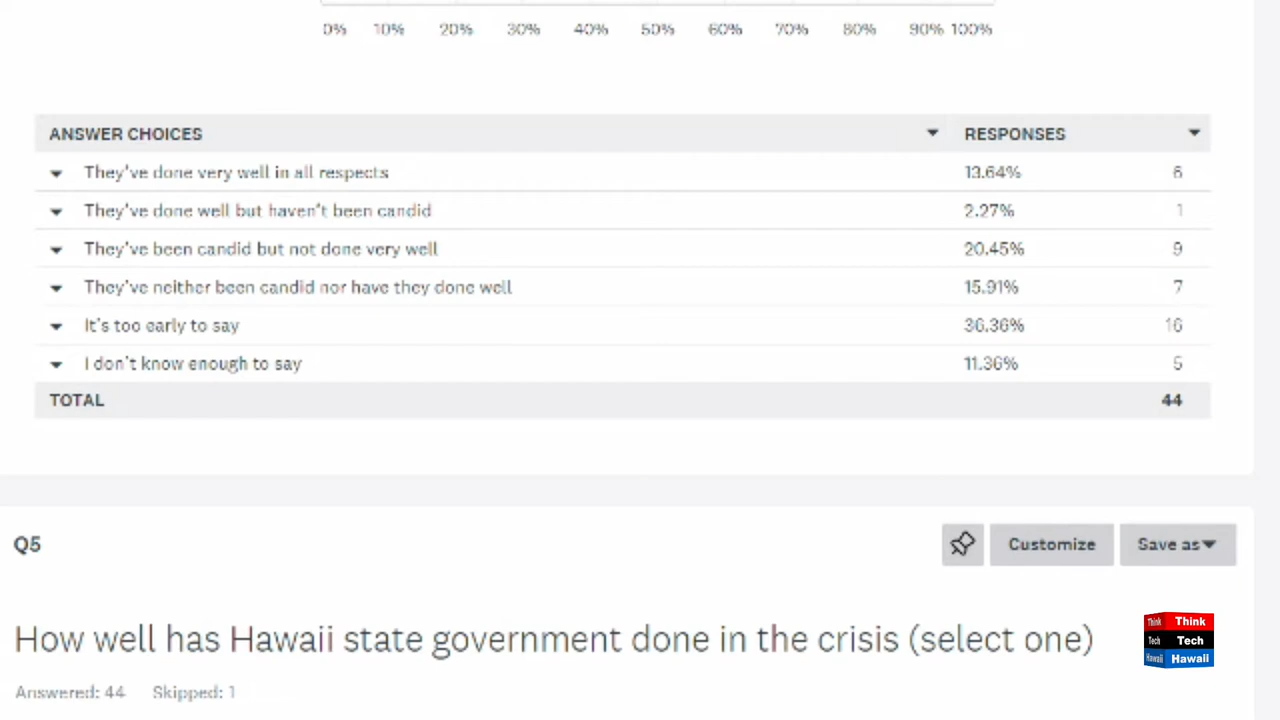 0% 10% 20% 30% 40% 50% 60% 70% 80% 90% 100%
ANSWER CHOICES RESPONSES
They've done very well in all respects 13.64% 6
They've done well but haven't been candid 2.27% 1
They've been candid but not done very well 20.45% 9
They've neither been candid nor have they done well 15.91% 7
It's too early to say 36.36% 16
I don't know enough to say 11.36% 5
TOTAL 44
Q5 Customize Save as
How well has Hawaii state government done in the crisis (select one)
Think Think
Tech Tech
Hawaii Hawaii
Answered: 44 Skipped: 1